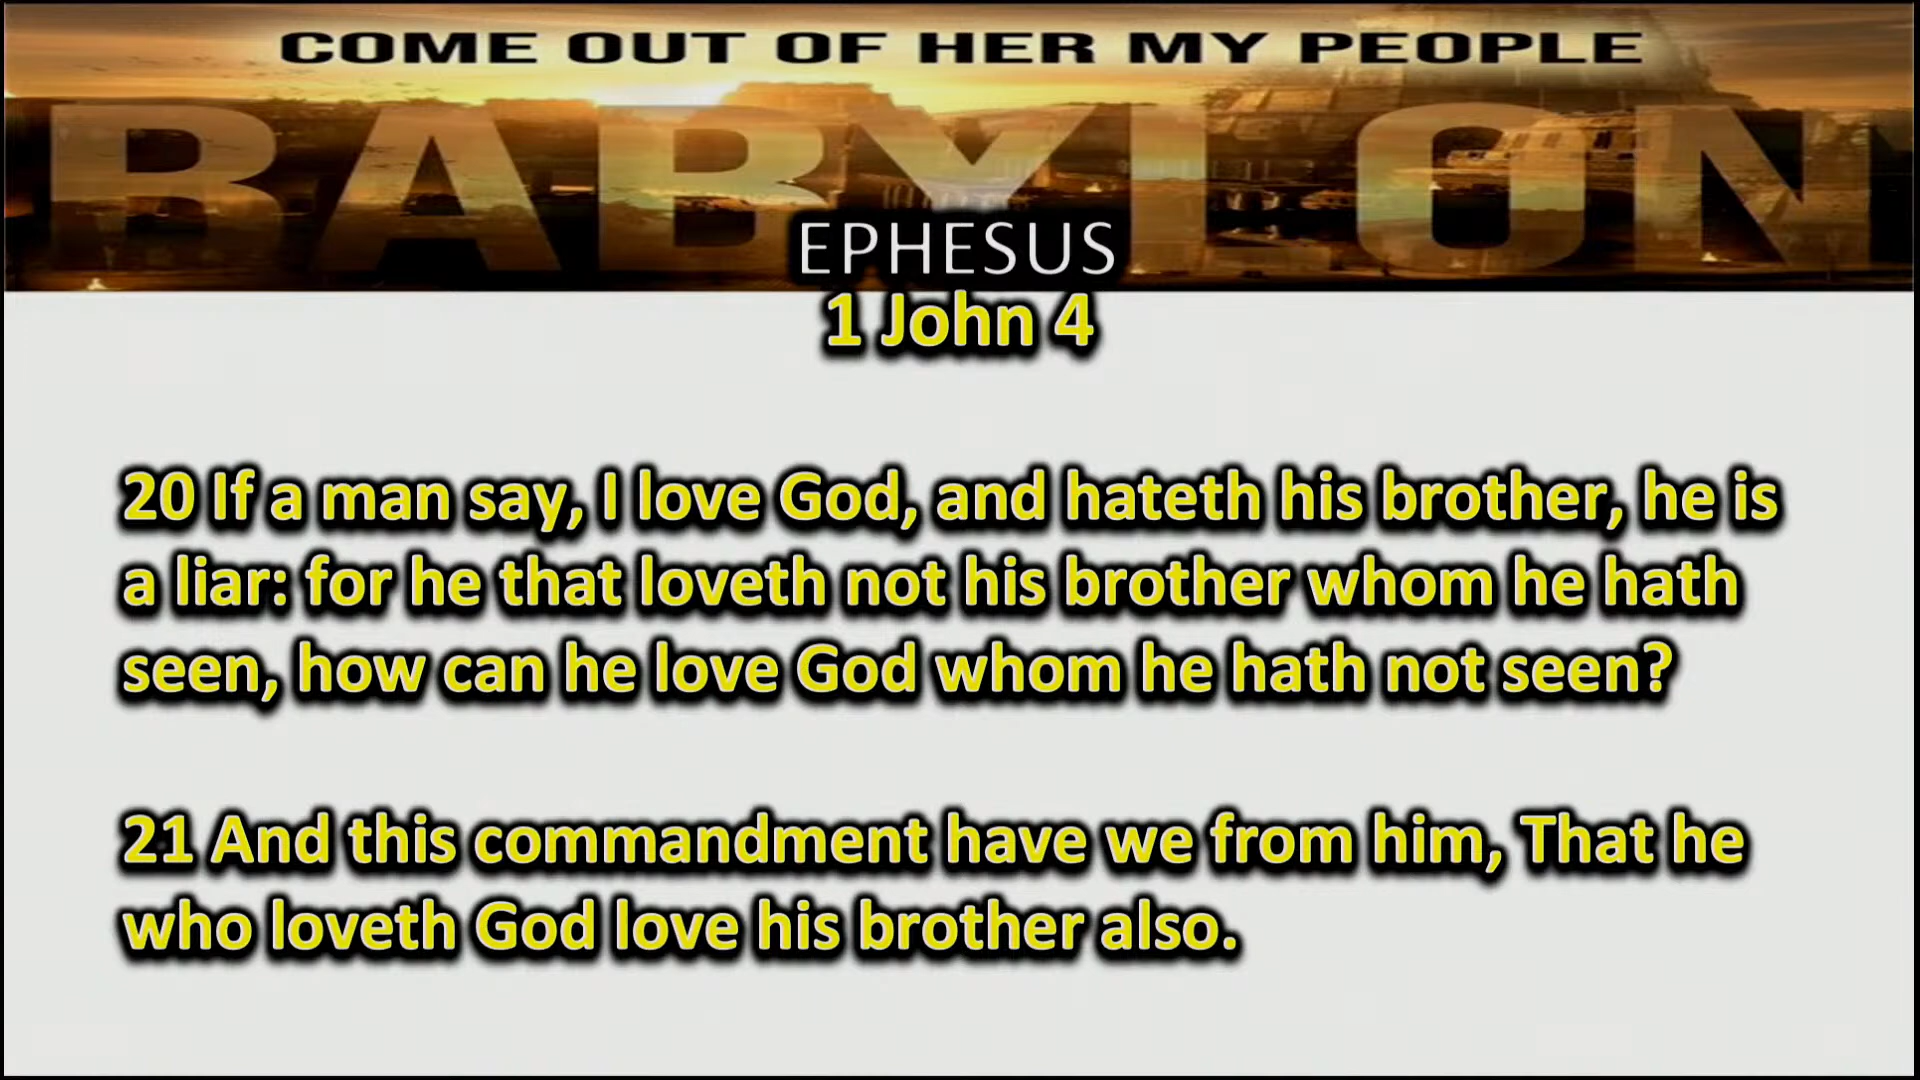 COME OUT OF HER MY PEOPLE
BABYLON
EPHESUS
1 John 4
20 If a man say, I love God, and hateth his brother, he is
a liar: for he that loveth not his brother whom he hath
seen, how can he love God whom he hath not seen?
21 And this commandment have we from him, That he
who loveth God love his brother also.